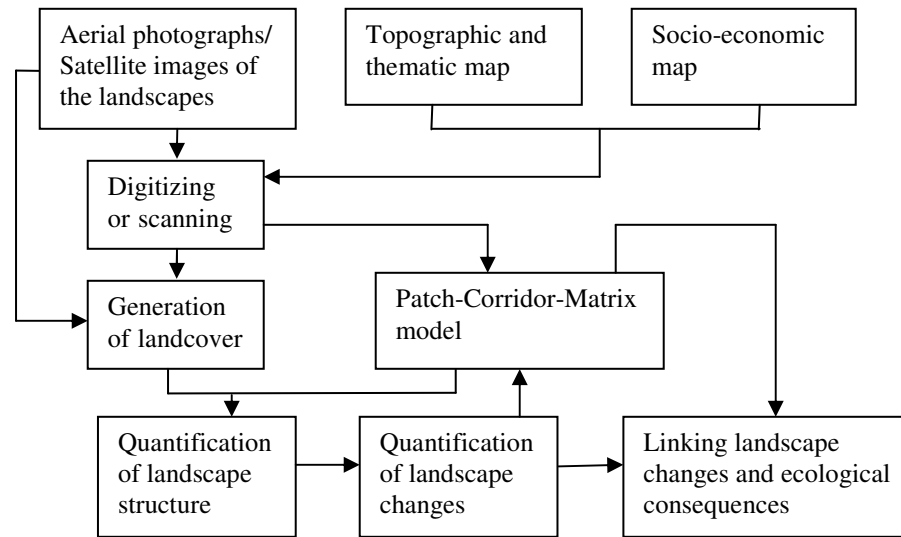 Aerial photographs/
Satellite images of
the landscapes
Topographic and
thematic map
Socio-economic
map
Digitizing
or scanning
Generation
of landcover
Patch-Corridor-Matrix
model
Quantification
of landscape
structure
Quantification
of landscape
changes
Linking landscape
changes and ecological
consequences